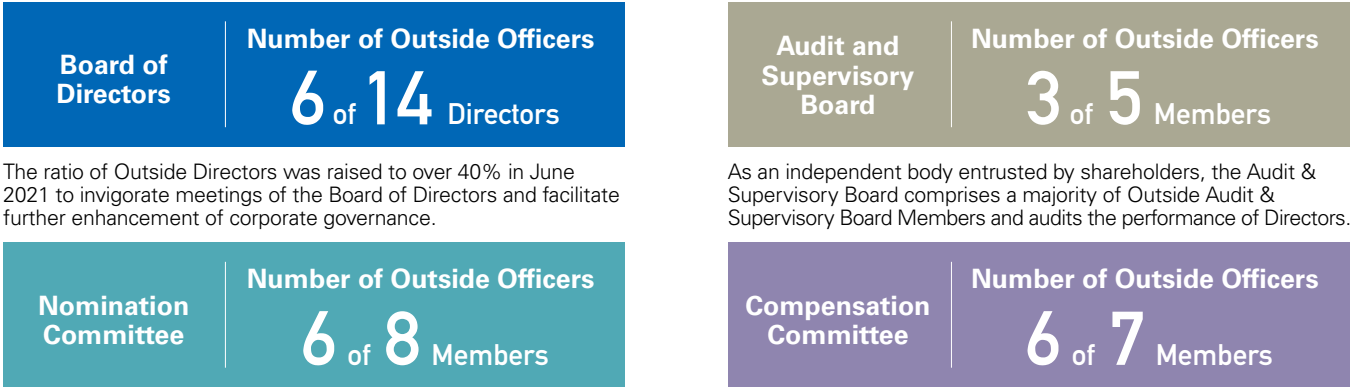 Board of
Directors
Number of Outside Officers
6 of 14 Directors
The ratio of Outside Directors was raised to over 40% in June
2021 to invigorate meetings of the Board of Directors and facilitate
further enhancement of corporate governance.
Audit and
Supervisory
Board
Number of Outside Officers
3 of 5 Members
As an independent body entrusted by shareholders, the Audit &
Supervisory Board comprises a majority of Outside Audit &
Supervisory Board Members and audits the performance of Directors.
Nomination
Committee
Number of Outside Officers
6 of 8 Members
Compensation
Committee
Number of Outside Officers
6 of 7 Members